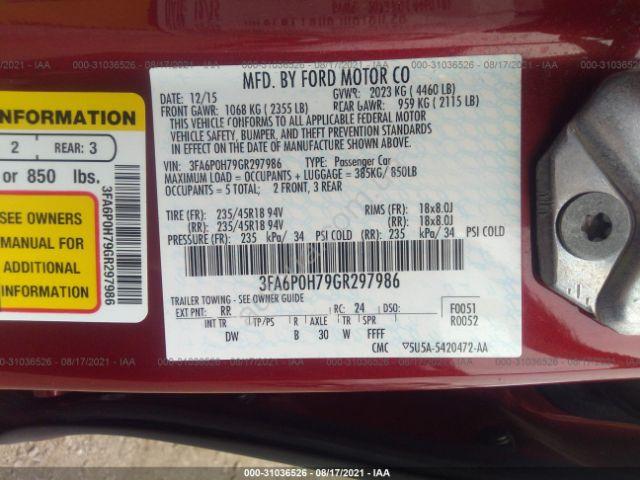 000-31036526 - 08/17/2021 - IAA
MFD. BY FORD MOTOR CO
DATE: 12/15
GVWR: 2023 KG ( 4460 LB)
FRONT GAWR: 1068 KG ( 2355 LB)
REAR GAWR: 959 KG ( 2115 LB)
THIS VEHICLE CONFORMS TO ALL APPLICABLE FEDERAL MOTOR
VEHICLE SAFETY, BUMPER, AND THEFT PREVENTION STANDARDS
IN EFFECT ON THE DATE OF MANUFACTURE SHOWN ABOVE.
VIN: 3FA6P0H79GR297986 TYPE: Passenger Car
MAXIMUM LOAD = OCCUPANTS + LUGGAGE = 385KG/ 850LB
OCCUPANTS = 5 TOTAL; 2 FRONT, 3 REAR
TIRE (FR): 235/45R18 94V RIMS (FR): 18x8.0J
(RR): 235/45R18 94V (RR): 18x8.0J
PRESSURE (FR): 235 kPa/ 34 PSI COLD (RR): 235 kPa/ 34 PSI COLD
3FA6P0H79GR297986
TRAILER TOWING - SEE OWNER GUIDE
EXT PNT: RR RC: 24 DSO:
F0051
R0052
INT TR TP/PS R AXLE TR SPR
DW B 30 W FFFF
CMC 5U5A-5420472-AA
INFORMATION
2 REAR: 3
or 850 lbs.
SEE OWNERS
MANUAL FOR
ADDITIONAL
INFORMATION
3FA6P0H79GR297986
000-31036526 - 08/17/2021 - IAA